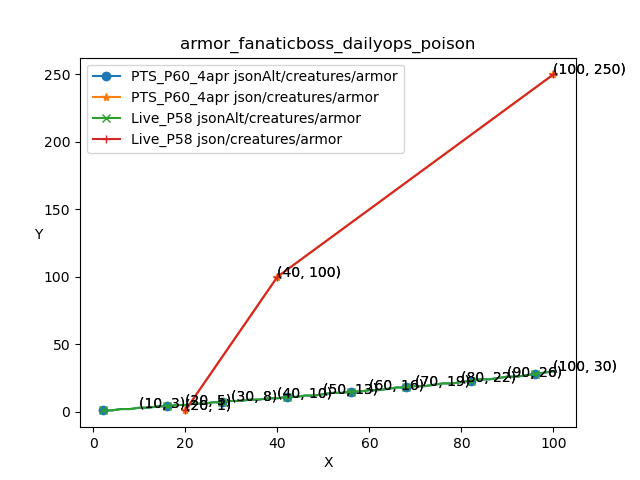 armor_fanaticboss_dailyops_poison
PTS_P60_4apr jsonAlt/creatures/armor
PTS_P60_4apr json/creatures/armor
Live_P58 jsonAlt/creatures/armor
Live_P58 json/creatures/armor
250
200
150
100
50
0
Y
(100, 250)
(40, 100)
(10, 3)
(20, 5)
(20, 1)
(30, 8)
(40, 10)
(50, 13)
(60, 16)
(70, 19)
(80, 22)
(90, 26)
(100, 30)
0 20 40 60 80 100
X